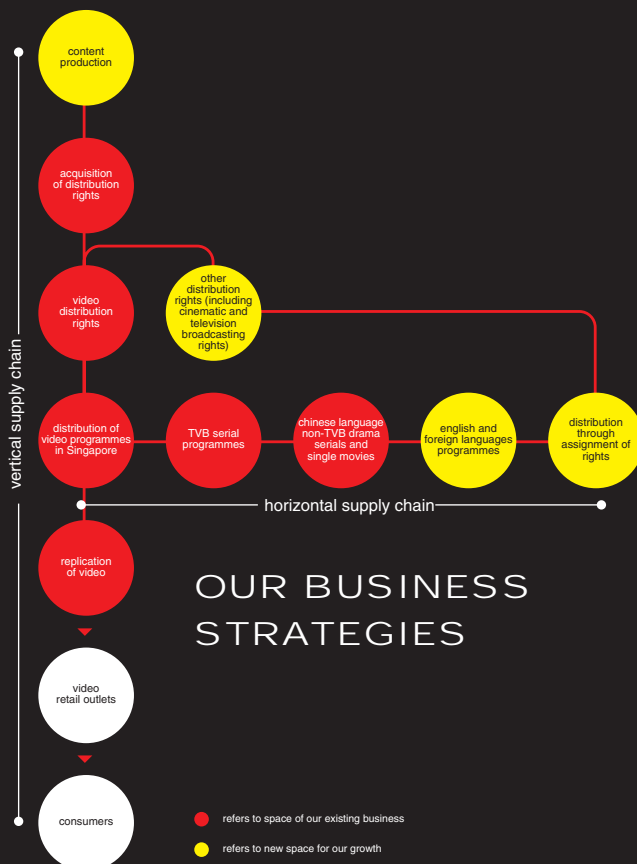 content
production
acquisition
of distribution
rights
video
distribution
rights
other
distribution
rights (including
cinematic and
television
broadcasting
rights)
distribution of
video programmes
in Singapore
TVB serial
programmes
chinese language
non-TVB drama
serials and
single movies
english and
foreign languages
programmes
distribution
through
assignment of
rights
vertical supply chain
horizontal supply chain
replication
of video
OUR BUSINESS
STRATEGIES
video
retail outlets
consumers
refers to space of our existing business
refers to new space for our growth